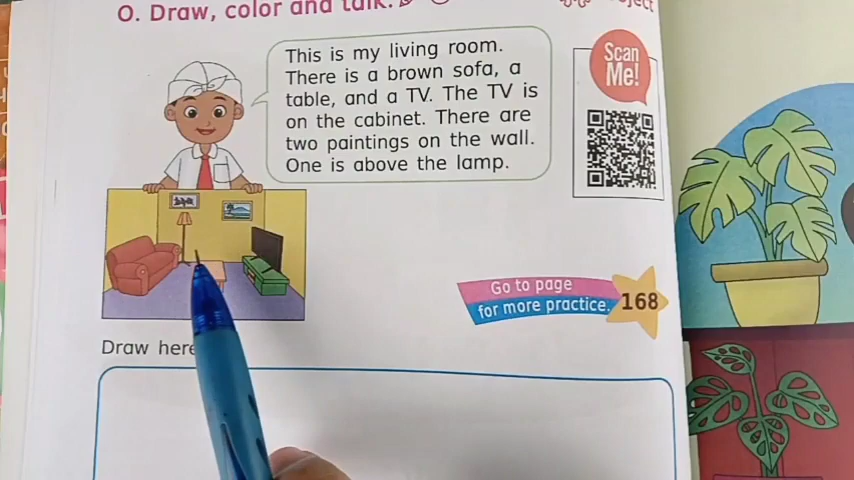 O. Draw, color and talk.
This is my living room.
There is a brown sofa, a
table, and a TV. The TV is
on the cabinet. There are
two paintings on the wall.
One is above the lamp.
Scan
Me!
Go to page
for more practice.
168
Draw here